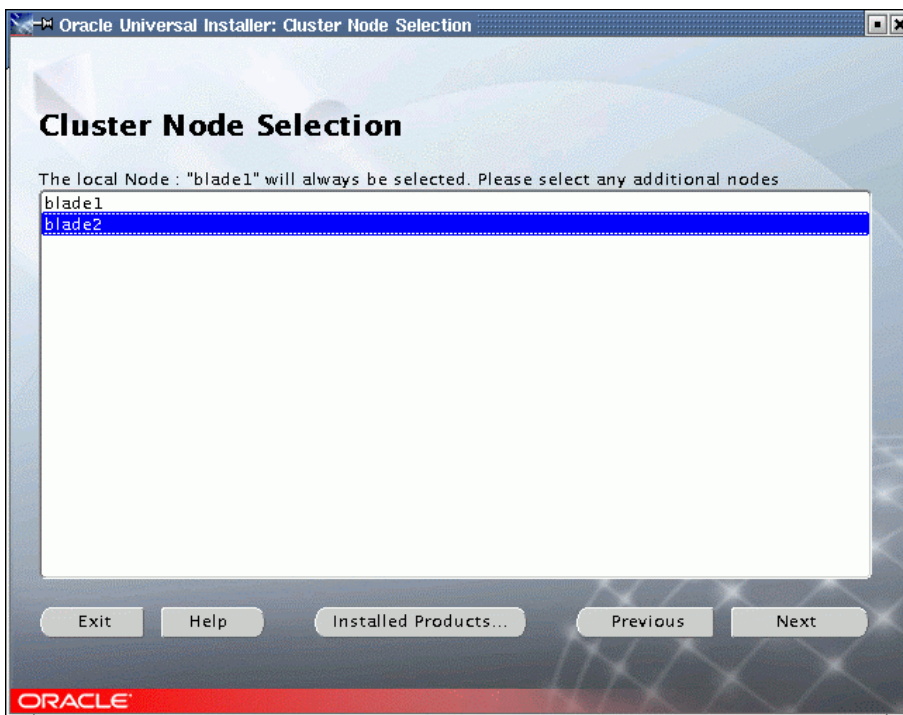 Oracle Universal Installer: Cluster Node Selection
Cluster Node Selection
The local Node : "blade1" will always be selected. Please select any additional nodes
blade1
blade2
Exit Help Installed Products... Previous Next
ORACLE